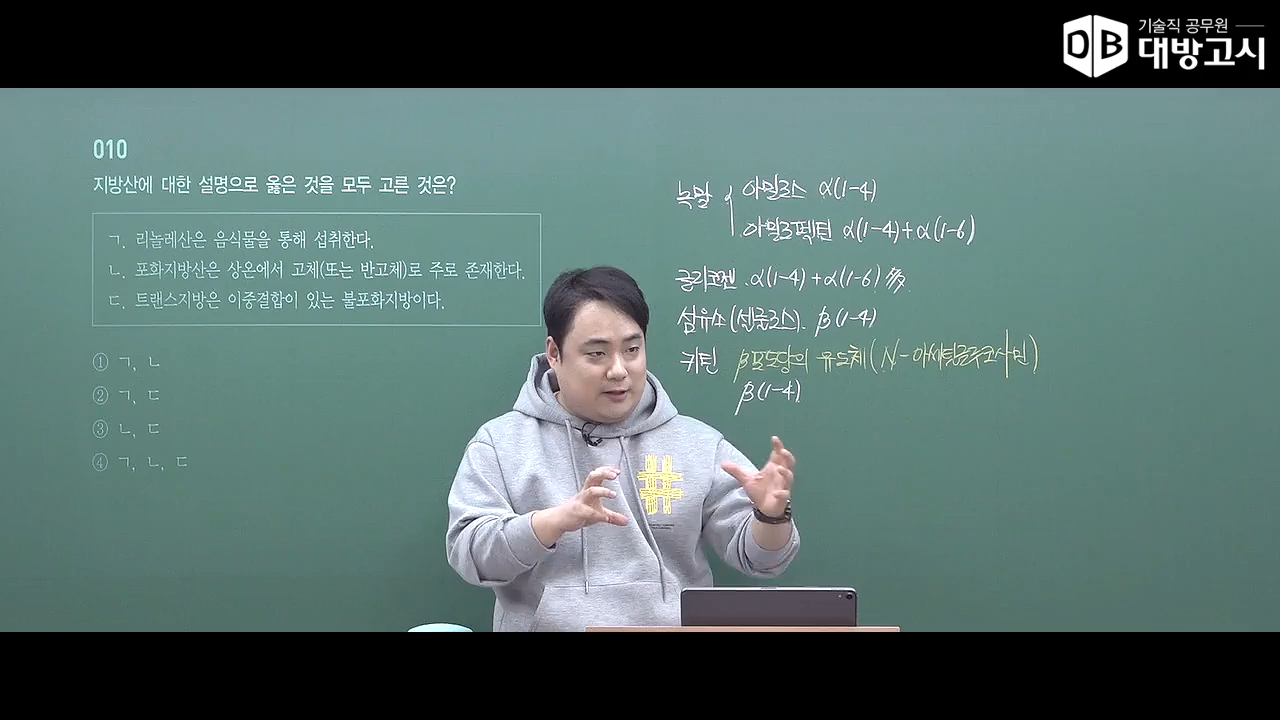 기술직 공무원
DB 대방고시
010
지방산에 대한 설명으로 옳은 것을 모두 고른 것은?
ㄱ. 리놀레산은 음식물을 통해 섭취한다.
ㄴ. 포화지방산은 상온에서 고체(또는 반고체)로 주로 존재한다.
ㄷ. 트랜스지방은 이중결합이 있는 불포화지방이다.
① ㄱ, ㄴ
② ㄱ, ㄷ
③ ㄴ, ㄷ
④ ㄱ, ㄴ, ㄷ
녹말 아밀로스 α(1-4)
아밀로펙틴 α(1-4)+α(1-6)
글리코젠. α(1-4)+α(1-6) 多
섬유소(셀룰로스). β(1-4)
키틴 β포도당의 유도체(N-아세틸글루코사민)
β(1-4)
#